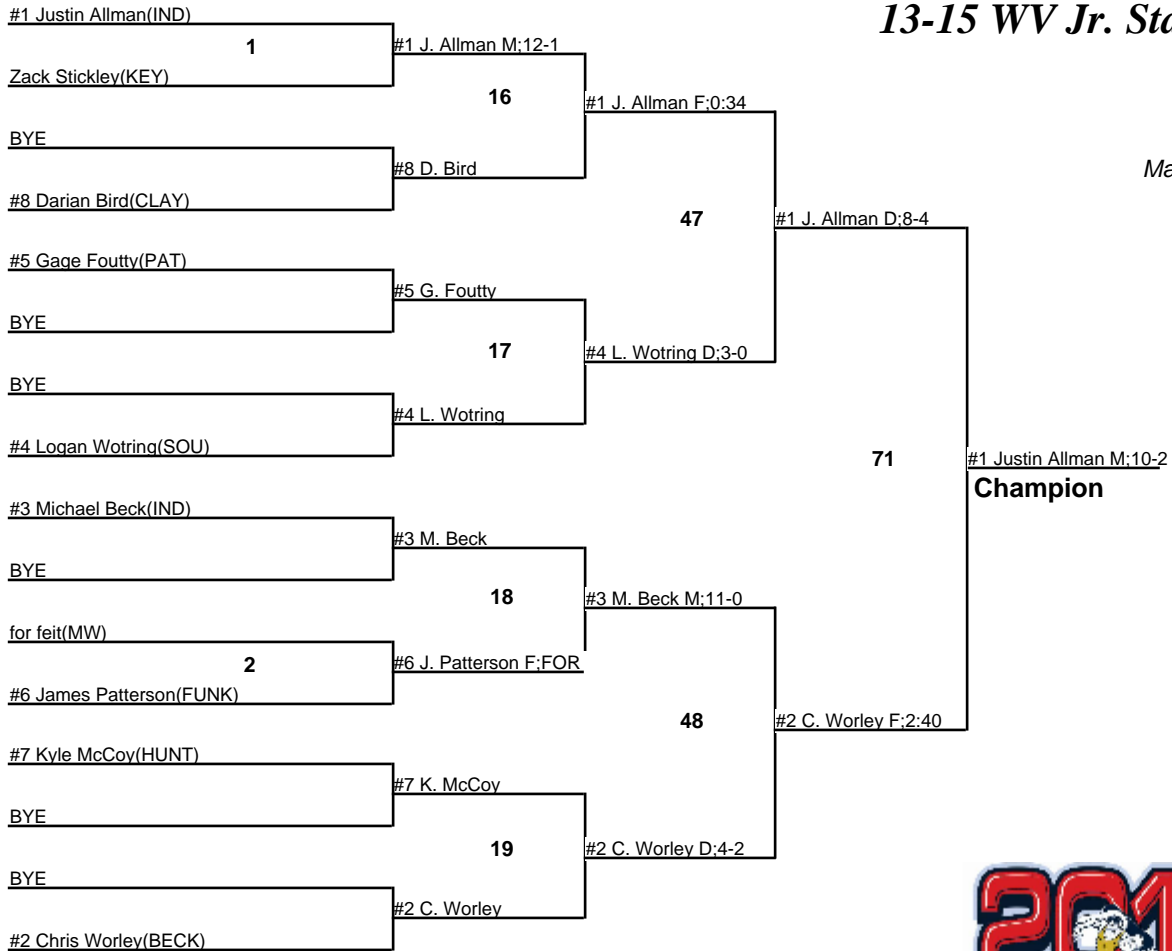 13-15 WV Jr. Sta
Ma
#1 Justin Allman(IND)
1
Zack Stickley(KEY)
BYE
#8 Darian Bird(CLAY)
#5 Gage Foutty(PAT)
BYE
BYE
#4 Logan Wotring(SOU)
#3 Michael Beck(IND)
BYE
for feit(MW)
2
#6 James Patterson(FUNK)
#7 Kyle McCoy(HUNT)
BYE
BYE
#2 Chris Worley(BECK)
#1 J. Allman M;12-1
16
#8 D. Bird
#5 G. Foutty
17
#4 L. Wotring
#3 M. Beck
18
#6 J. Patterson F;FOR
#7 K. McCoy
19
#2 C. Worley
#1 J. Allman F;0:34
47
#4 L. Wotring D;3-0
#3 M. Beck M;11-0
48
#2 C. Worley D;4-2
#1 J. Allman D;8-4
71
#2 C. Worley F;2:40
#1 Justin Allman M;10-2
Champion
201